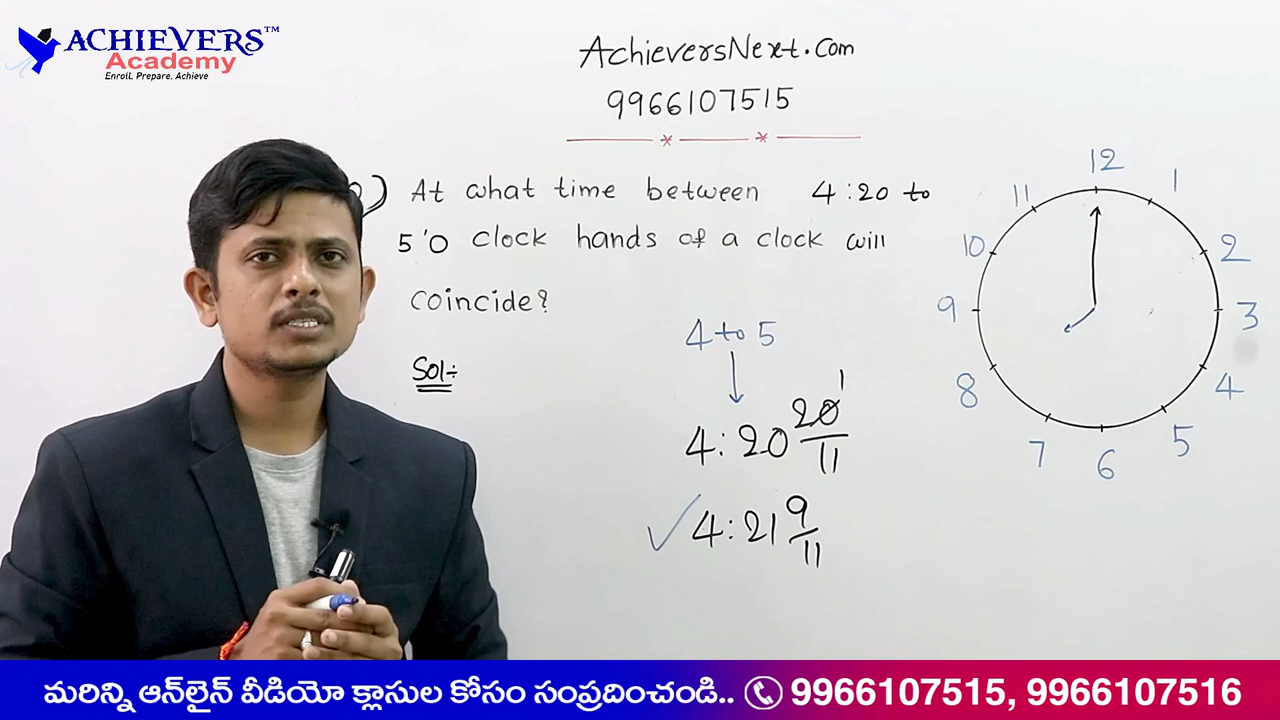 ACHIEVERS™
Academy
Enroll. Prepare. Achieve
AchieversNext.com
9966107515
At what time between 4:20 to
5'0 clock hands of a clock will
coincide?
Sol:-
4 to 5
4:20 20/11
1
4:21 9/11
12
1
2
3
4
5
6
7
8
9
10
11
మరిన్ని ఆన్‌లైన్ వీడియో క్లాసుల కోసం సంప్రదించండి.. 9966107515, 9966107516